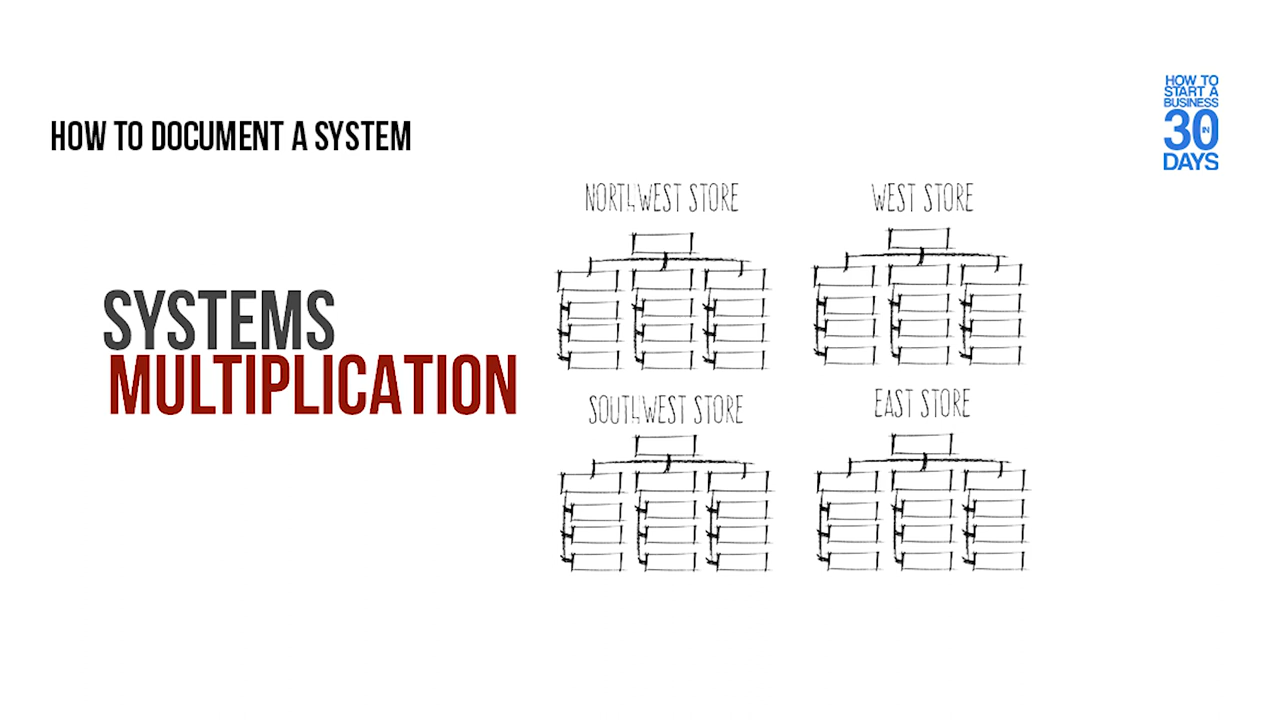 HOW TO DOCUMENT A SYSTEM
HOW TO
START A
BUSINESS
30 IN
DAYS
SYSTEMS
MULTIPLICATION
NORTHWEST STORE
WEST STORE
SOUTHWEST STORE
EAST STORE